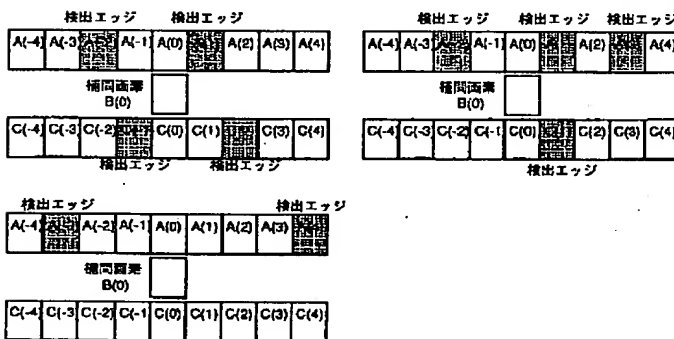 検出エッジ 検出エッジ
A(-4) A(-3) A(-1) A(0) A(2) A(3) A(4)
補間画素
B(0)
C(-4) C(-3) C(-2) C(0) C(1) C(3) C(4)
検出エッジ 検出エッジ
検出エッジ 検出エッジ 検出エッジ
A(-4) A(-3) A(-1) A(0) A(2) A(4)
補間画素
B(0)
C(-4) C(-3) C(-2) C(-1 C(0) C(2) C(3) C(4)
検出エッジ
検出エッジ 検出エッジ
A(-4) A(-2) A(-1) A(0) A(1) A(2) A(3)
補間画素
B(0)
C(-4) C(-3 C(-2) C(-1 C(0) C(1) C(2) C(3) C(4)